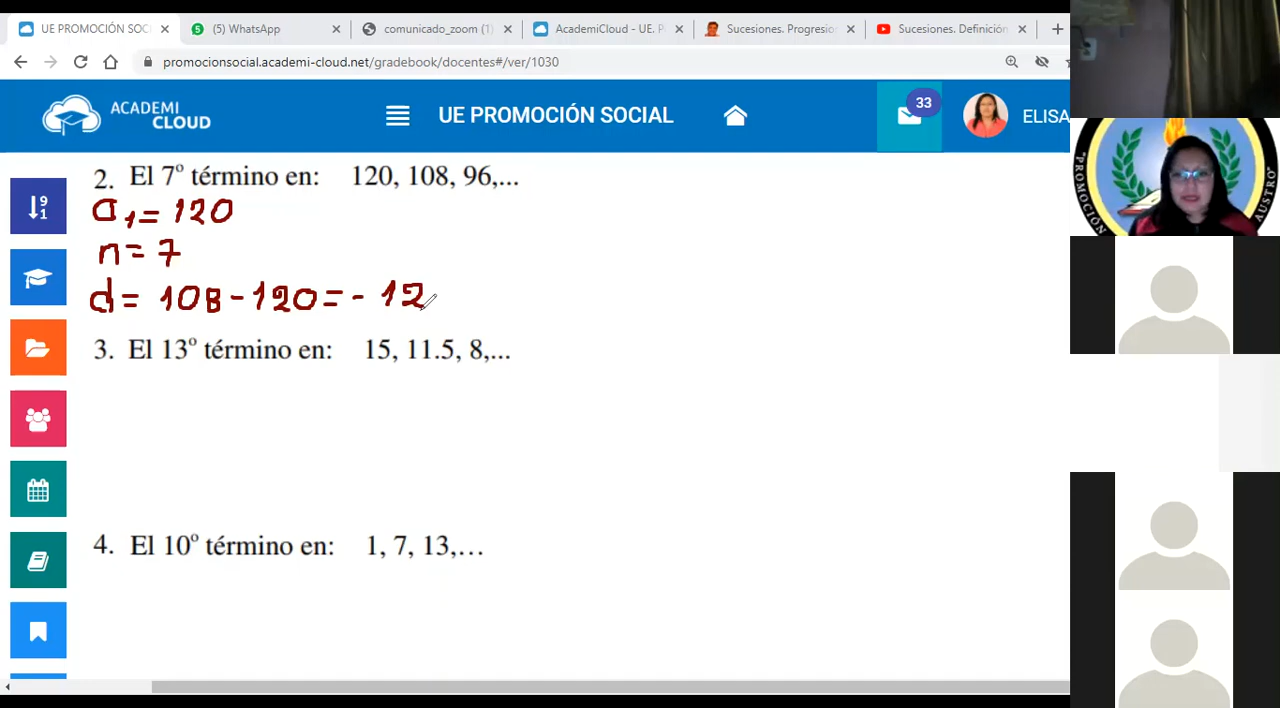 UE PROMOCIÓN SOC
(5) WhatsApp
comunicado_zoom (1)
AcademiCloud - UE. P
Sucesiones. Progresio
Sucesiones. Definición
promocionsocial.academi-cloud.net/gradebook/docentes#/ver/1030
ACADEMI
CLOUD
UE PROMOCIÓN SOCIAL
33
ELISA
2. El 7º término en: 120, 108, 96,...
a₁ = 120
n = 7
d = 108 - 120 = - 12
3. El 13º término en: 15, 11.5, 8,...
4. El 10º término en: 1, 7, 13,...
"PROMOCIÓN
AUSTRO"